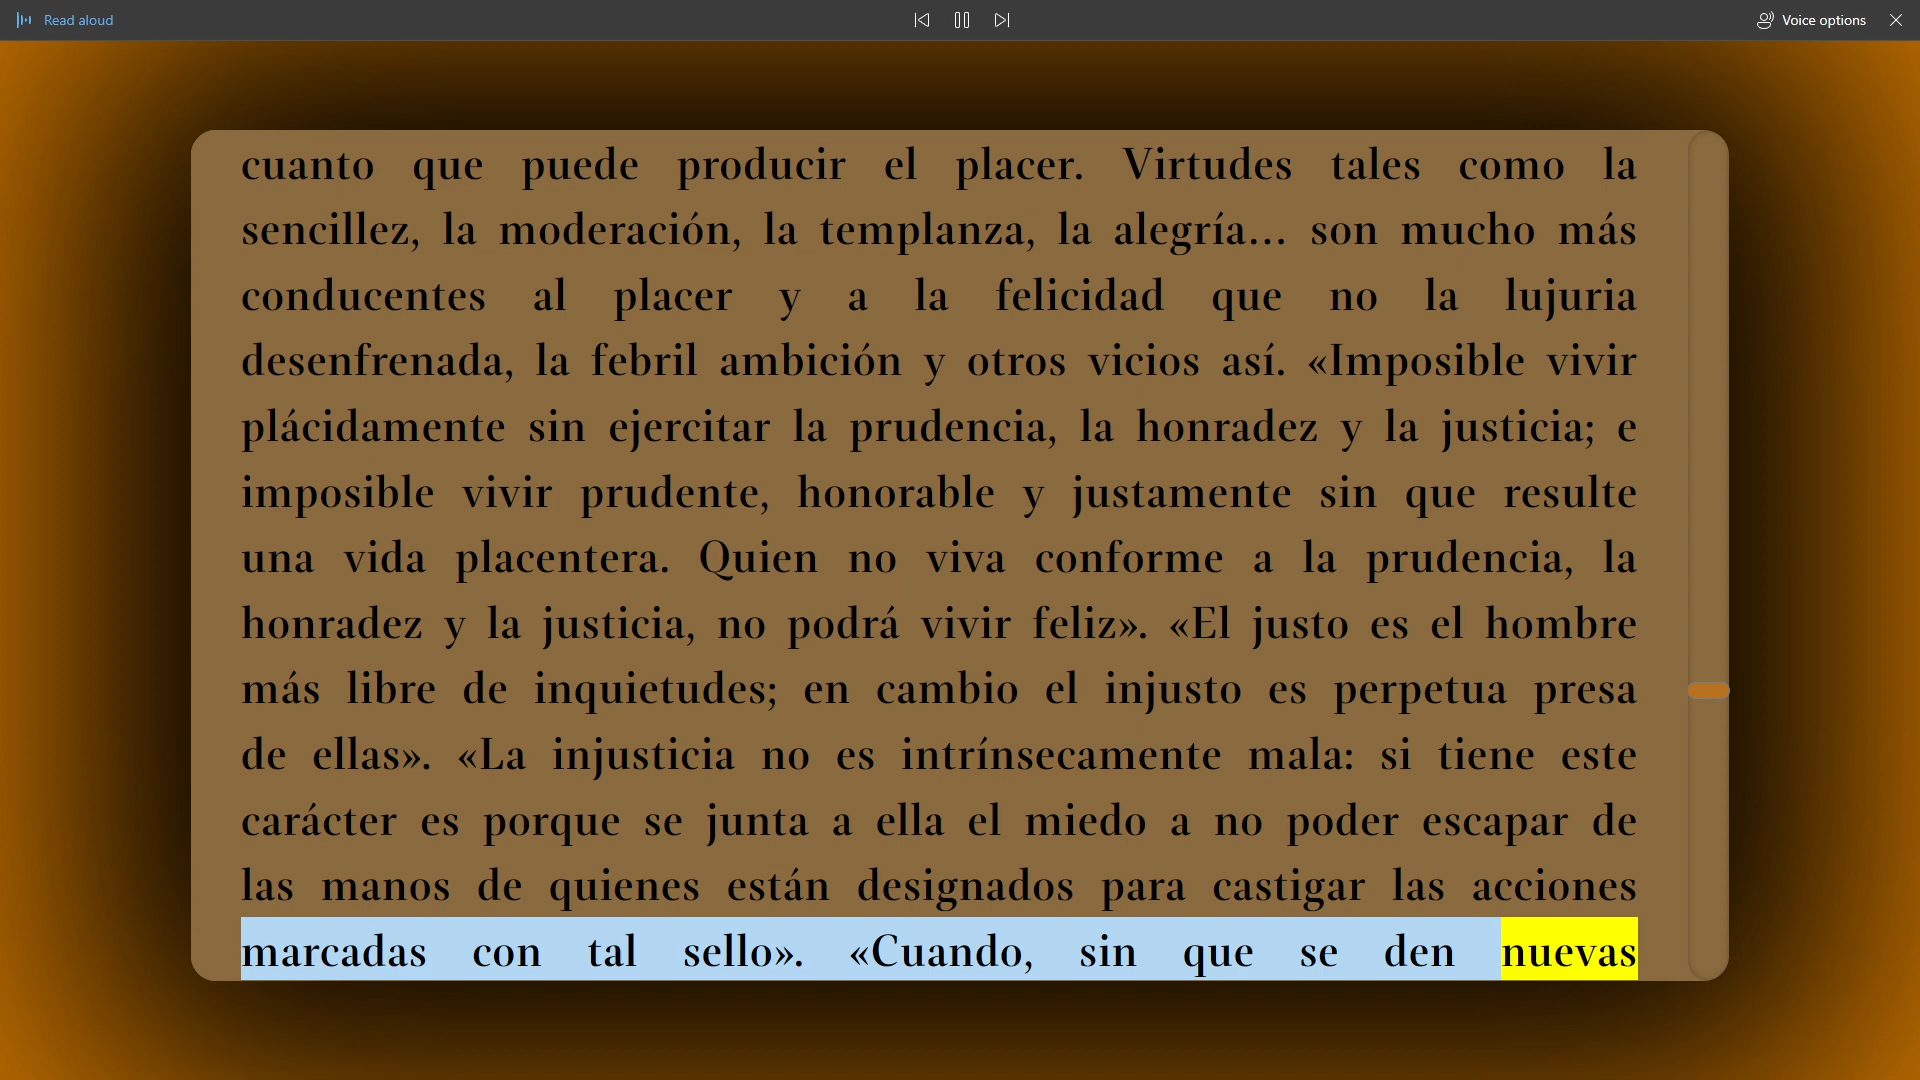 Read aloud
Voice options
cuanto que puede producir el placer. Virtudes tales como la
sencillez, la moderación, la templanza, la alegría... son mucho más
conducentes al placer y a la felicidad que no la lujuria
desenfrenada, la febril ambición y otros vicios así. «Imposible vivir
plácidamente sin ejercitar la prudencia, la honradez y la justicia; e
imposible vivir prudente, honorable y justamente sin que resulte
una vida placentera. Quien no viva conforme a la prudencia, la
honradez y la justicia, no podrá vivir feliz». «El justo es el hombre
más libre de inquietudes; en cambio el injusto es perpetua presa
de ellas». «La injusticia no es intrínsecamente mala: si tiene este
carácter es porque se junta a ella el miedo a no poder escapar de
las manos de quienes están designados para castigar las acciones
marcadas con tal sello». «Cuando, sin que se den nuevas